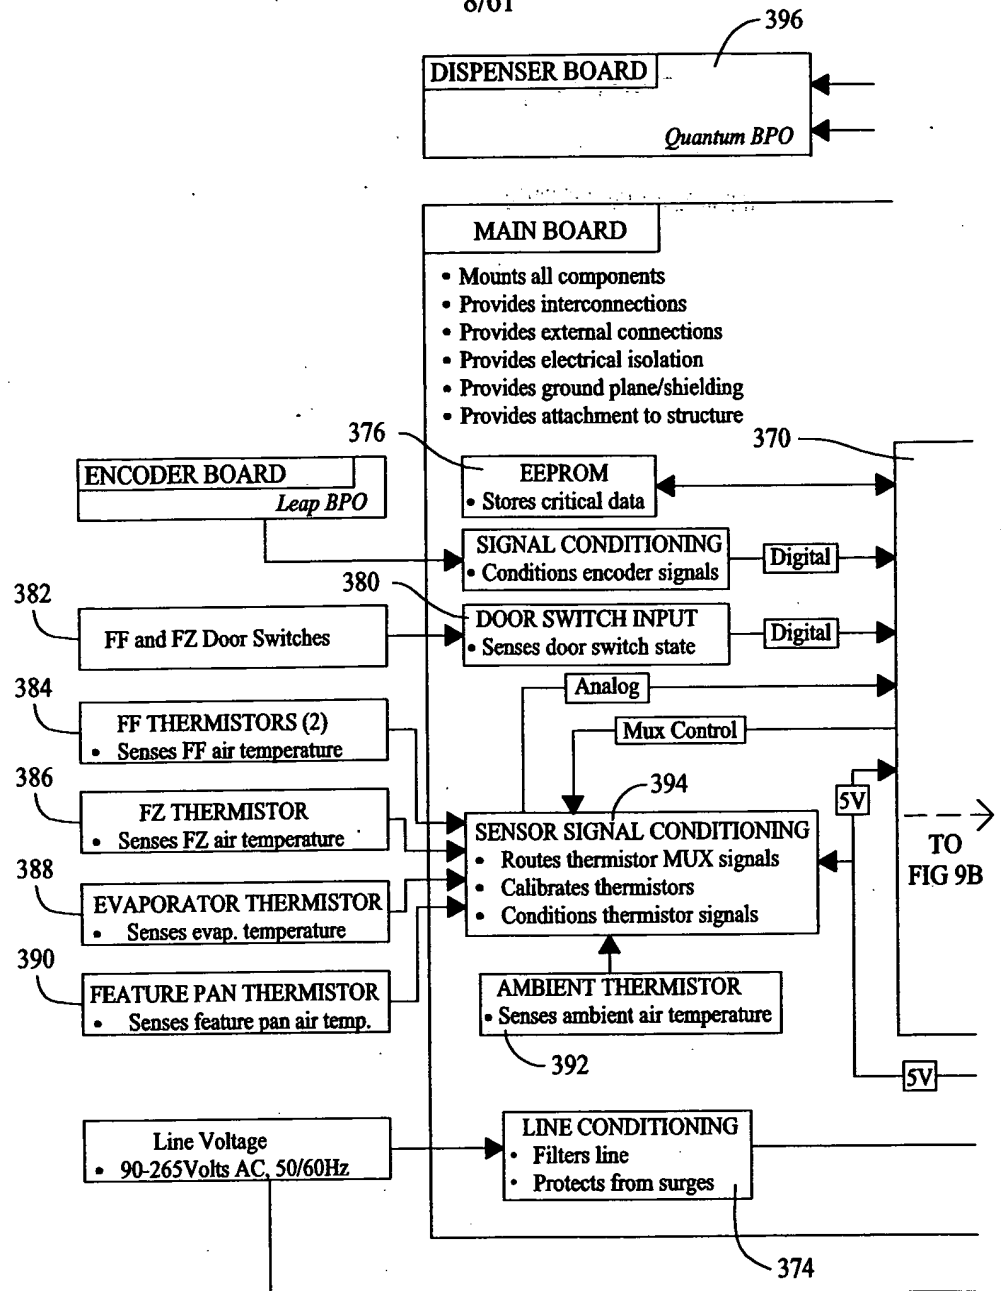 8/61
396
DISPENSER BOARD
Quantum BPO
MAIN BOARD
• Mounts all components
• Provides interconnections
• Provides external connections
• Provides electrical isolation
• Provides ground plane/shielding
• Provides attachment to structure
376
370
ENCODER BOARD
Leap BPO
EEPROM
• Stores critical data
SIGNAL CONDITIONING
• Conditions encoder signals
Digital
380
382
FF and FZ Door Switches
DOOR SWITCH INPUT
• Senses door switch state
Digital
Analog
384
FF THERMISTORS (2)
• Senses FF air temperature
Mux Control
386
FZ THERMISTOR
• Senses FZ air temperature
394
5V
SENSOR SIGNAL CONDITIONING
• Routes thermistor MUX signals
• Calibrates thermistors
• Conditions thermistor signals
TO
FIG 9B
388
EVAPORATOR THERMISTOR
• Senses evap. temperature
390
FEATURE PAN THERMISTOR
• Senses feature pan air temp.
AMBIENT THERMISTOR
• Senses ambient air temperature
392
5V
Line Voltage
• 90-265Volts AC, 50/60Hz
LINE CONDITIONING
• Filters line
• Protects from surges
374